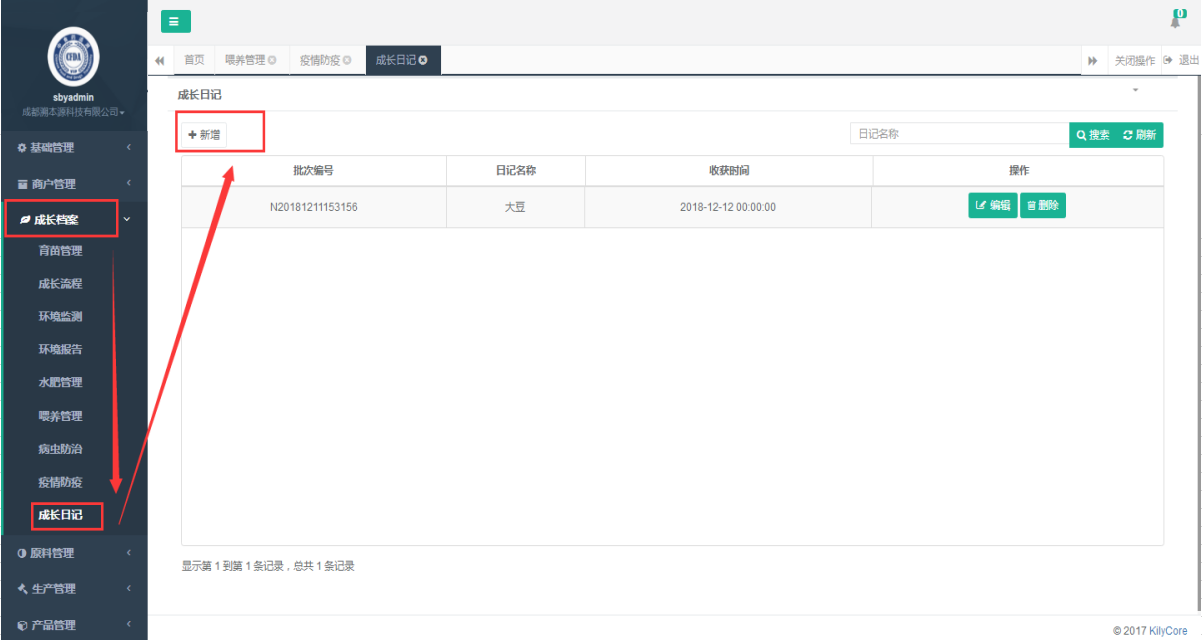 0
首页
喂养管理
疫情防疫
成长日记
关闭操作
退出
CFDA
sbyadmin
成都溯本源科技有限公司
基础管理
商户管理
成长档案
育苗管理
成长流程
环境监测
环境报告
水肥管理
喂养管理
病虫防治
疫情防疫
成长日记
原料管理
生产管理
产品管理
成长日记
新增
日记名称
搜索
刷新
批次编号 日记名称 收获时间 操作
N20181211153156 大豆 2018-12-12 00:00:00 编辑 删除
显示第 1 到第 1 条记录，总共 1 条记录
© 2017 KilyCore